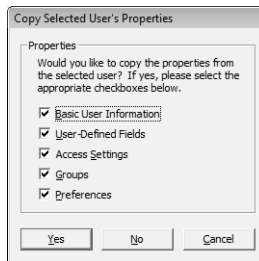 Copy Selected User's Properties
Properties
Would you like to copy the properties from
the selected user? If yes, please select the
appropriate checkboxes below.
Basic User Information
User-Defined Fields
Access Settings
Groups
Preferences
Yes
No
Cancel